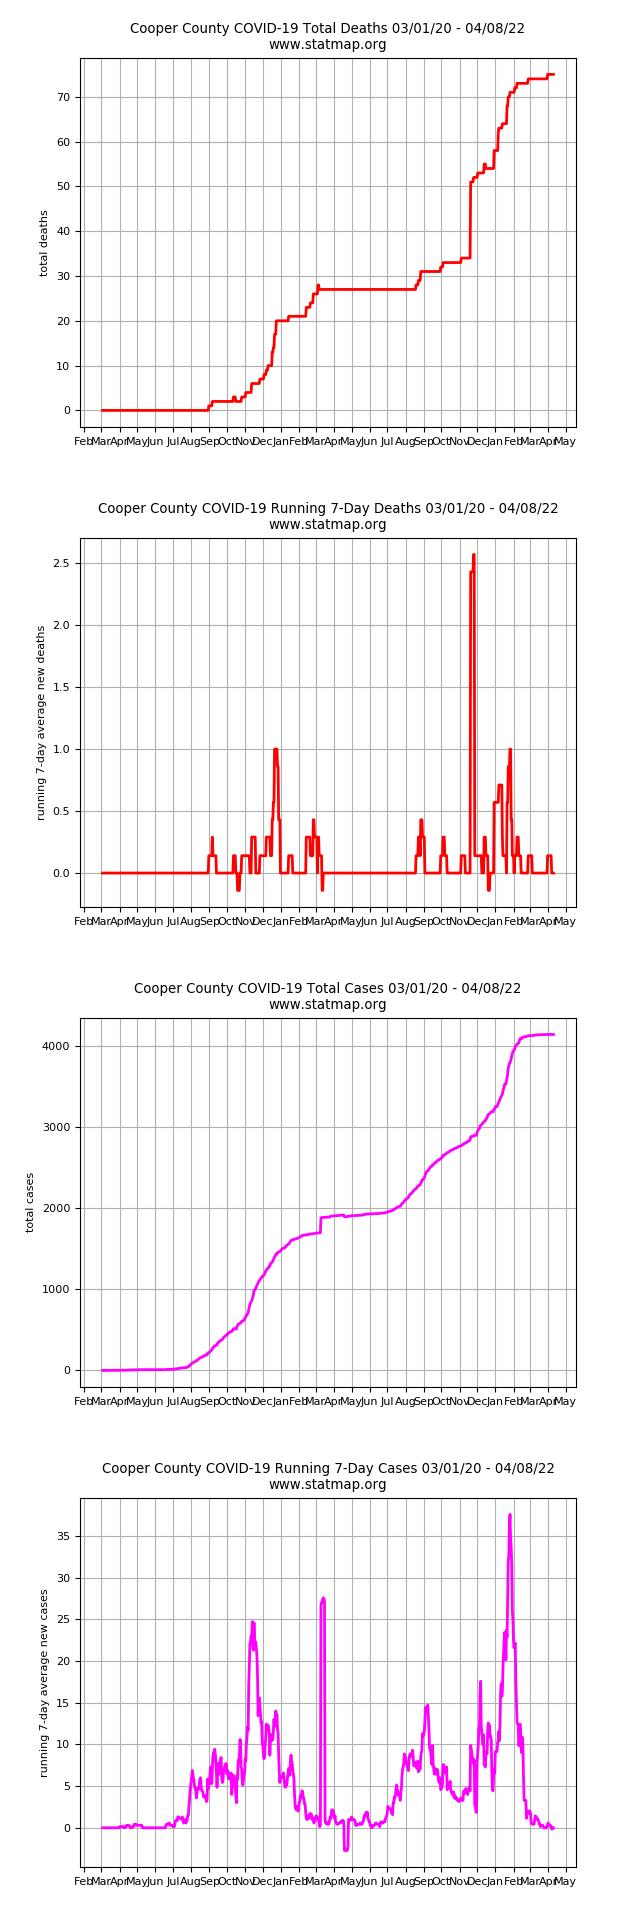 Cooper County COVID-19 Total Deaths 03/01/20 - 04/08/22
www.statmap.org
70
60
50
40
30
20
10
0
total deaths
Feb Mar Apr May Jun Jul Aug Sep Oct Nov Dec Jan Feb Mar Apr May Jun Jul Aug Sep Oct Nov Dec Jan Feb Mar Apr May
Cooper County COVID-19 Running 7-Day Deaths 03/01/20 - 04/08/22
www.statmap.org
2.5
2.0
1.5
1.0
0.5
0.0
running 7-day average new deaths
Feb Mar Apr May Jun Jul Aug Sep Oct Nov Dec Jan Feb Mar Apr May Jun Jul Aug Sep Oct Nov Dec Jan Feb Mar Apr May
Cooper County COVID-19 Total Cases 03/01/20 - 04/08/22
www.statmap.org
4000
3000
2000
1000
0
total cases
Feb Mar Apr May Jun Jul Aug Sep Oct Nov Dec Jan Feb Mar Apr May Jun Jul Aug Sep Oct Nov Dec Jan Feb Mar Apr May
Cooper County COVID-19 Running 7-Day Cases 03/01/20 - 04/08/22
www.statmap.org
35
30
25
20
15
10
5
0
running 7-day average new cases
Feb Mar Apr May Jun Jul Aug Sep Oct Nov Dec Jan Feb Mar Apr May Jun Jul Aug Sep Oct Nov Dec Jan Feb Mar Apr May